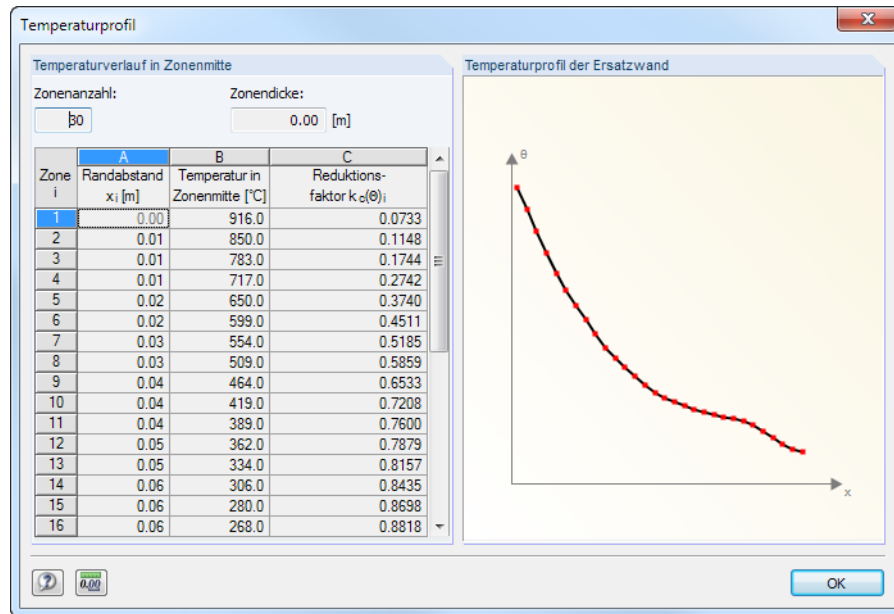 Temperaturprofil
Temperaturverlauf in Zonenmitte
Zonenanzahl: Zonendicke:
30 0.00 [m]
A B C
Zone Randabstand Temperatur in Reduktions-
i xi [m] Zonenmitte [°C] faktor kc(Θ)i
1 0.00 916.0 0.0733
2 0.01 850.0 0.1148
3 0.01 783.0 0.1744
4 0.01 717.0 0.2742
5 0.02 650.0 0.3740
6 0.02 599.0 0.4511
7 0.03 554.0 0.5185
8 0.03 509.0 0.5859
9 0.04 464.0 0.6533
10 0.04 419.0 0.7208
11 0.04 389.0 0.7600
12 0.05 362.0 0.7879
13 0.05 334.0 0.8157
14 0.06 306.0 0.8435
15 0.06 280.0 0.8698
16 0.06 268.0 0.8818
Temperaturprofil der Ersatzwand
θ
x
0.00
OK